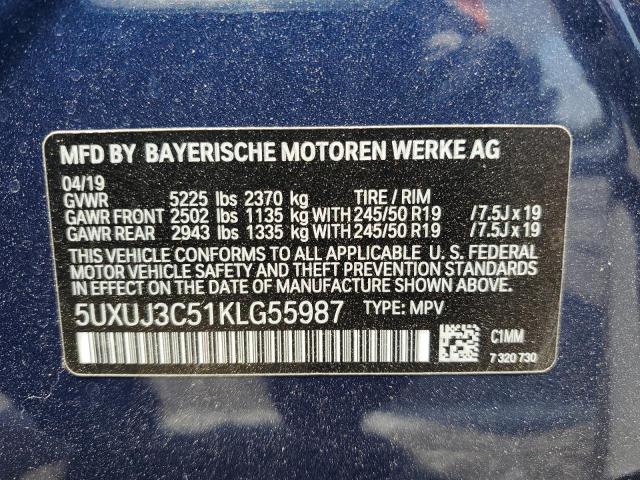 MFD BY BAYERISCHE MOTOREN WERKE AG
04/19
GVWR 5225 lbs 2370 kg TIRE / RIM
GAWR FRONT 2502 lbs 1135 kg WITH 245/50 R19 /7.5J x 19
GAWR REAR 2943 lbs 1335 kg WITH 245/50 R19 /7.5J x 19
THIS VEHICLE CONFORMS TO ALL APPLICABLE U. S. FEDERAL
MOTOR VEHICLE SAFETY AND THEFT PREVENTION STANDARDS
IN EFFECT ON THE DATE OF MANUFACTURE SHOWN ABOVE.
5UXUJ3C51KLG55987 TYPE: MPV
C1MM
7 320 730